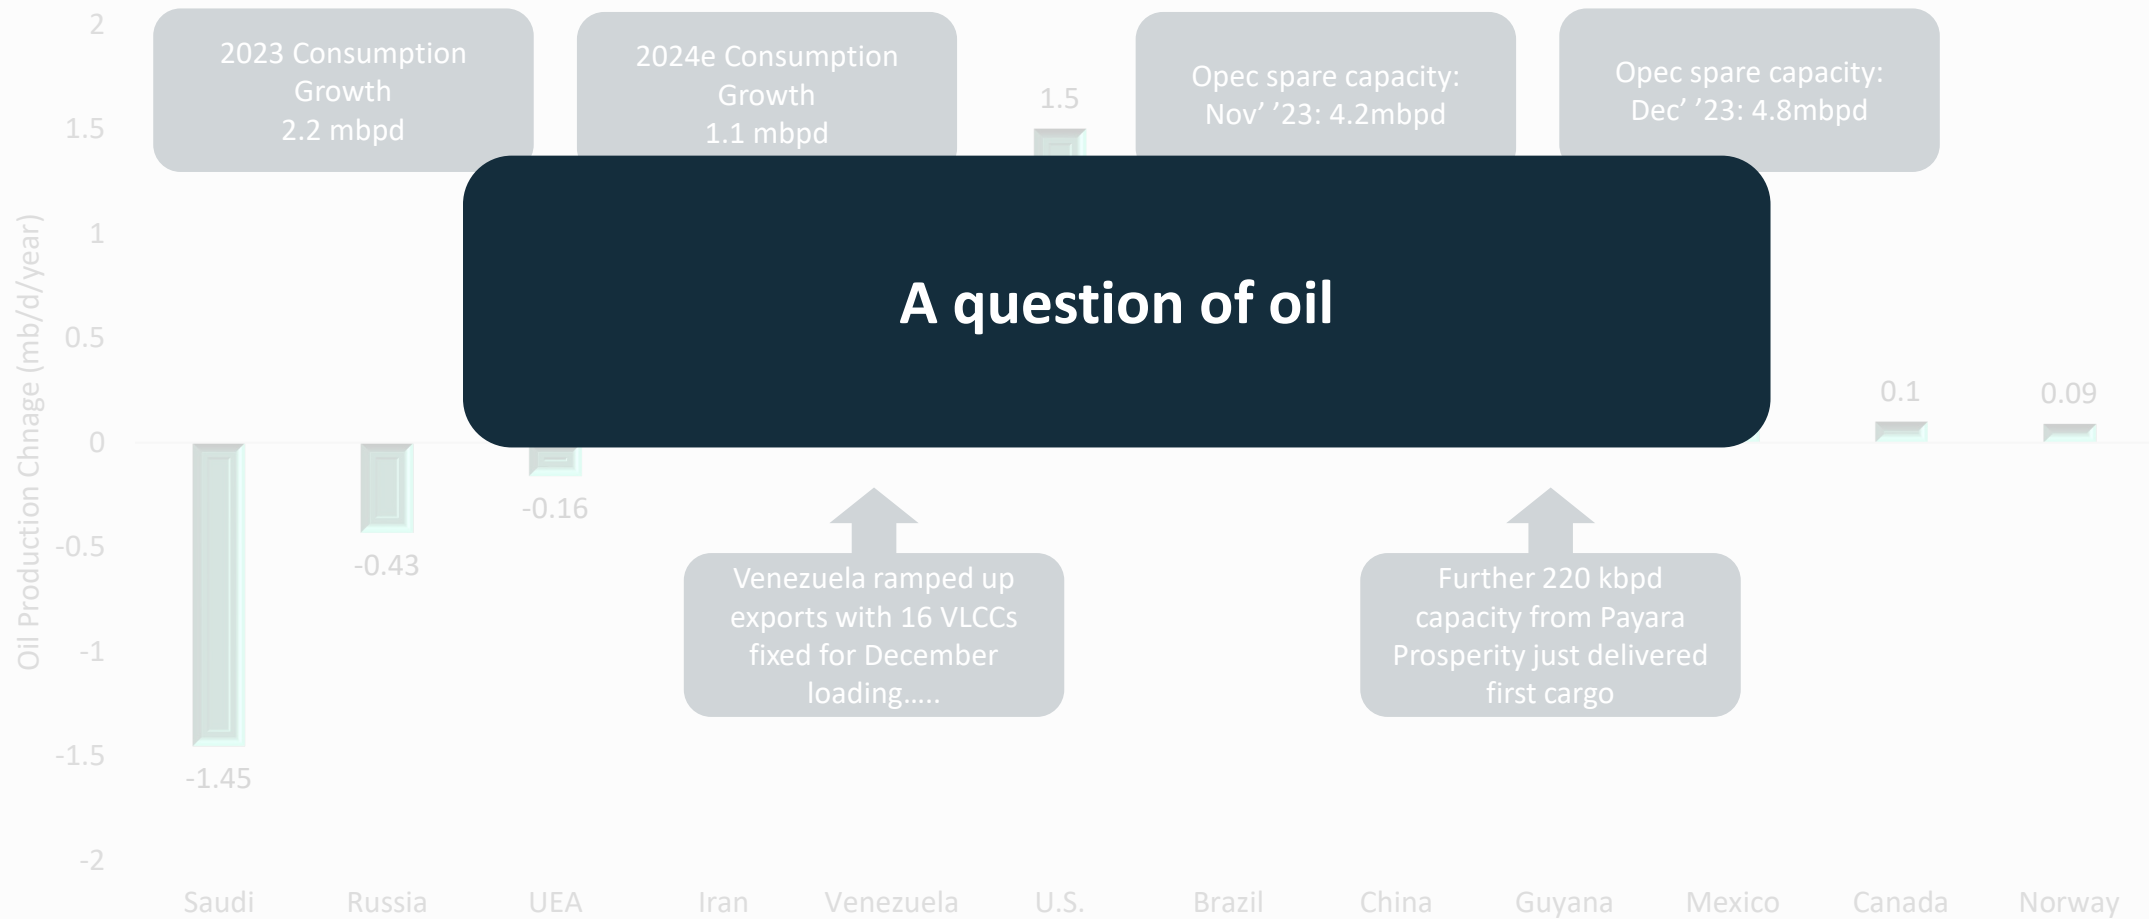 2023 Consumption
Growth
2.2 mbpd
2024e Consumption
Growth
1.1 mbpd
Opec spare capacity:
Nov’ ’23: 4.2mbpd
Opec spare capacity:
Dec’ ’23: 4.8mbpd
A question of oil
Oil Production Chnage (mb/d/year)
2
1.5
1
0.5
0
-0.5
-1
-1.5
-2
-1.45
-0.43
-0.16
1.5
0.1
0.09
Venezuela ramped up
exports with 16 VLCCs
fixed for December
loading.....
Further 220 kbpd
capacity from Payara
Prosperity just delivered
first cargo
Saudi
Russia
UEA
Iran
Venezuela
U.S.
Brazil
China
Guyana
Mexico
Canada
Norway